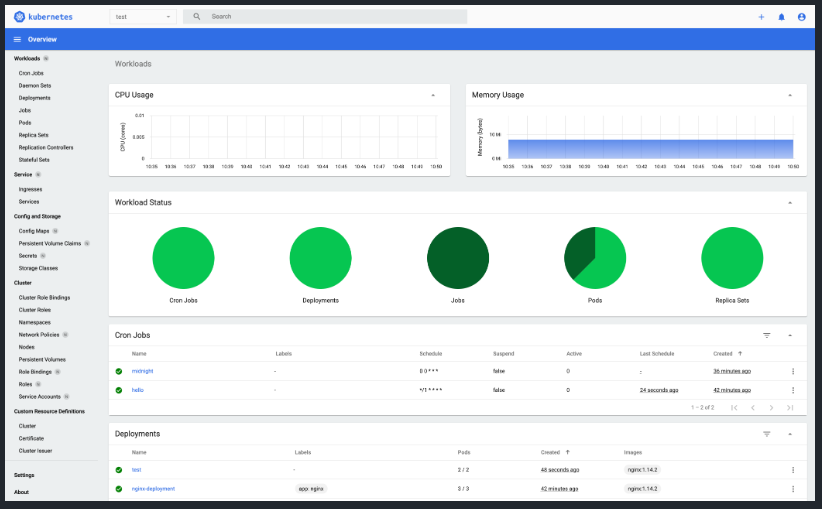 kubernetes
test
Search
Overview
Workloads N
Cron Jobs
Daemon Sets
Deployments
Jobs
Pods
Replica Sets
Replication Controllers
Stateful Sets
Service N
Ingresses
Services
Config and Storage
Config Maps N
Persistent Volume Claims N
Secrets N
Storage Classes
Cluster
Cluster Role Bindings
Cluster Roles
Namespaces
Network Policies N
Nodes
Persistent Volumes
Role Bindings N
Roles N
Service Accounts N
Custom Resource Definitions
Cluster
Certificate
Cluster Issuer
Settings
About
Workloads
CPU Usage
CPU (cores)
0.01
0.005
0
10:35 10:36 10:37 10:38 10:39 10:40 10:41 10:42 10:43 10:44 10:45 10:46 10:47 10:48 10:49 10:50
Memory Usage
Memory (bytes)
10 Mi
0 Mi
10:35 10:36 10:37 10:38 10:39 10:40 10:41 10:42 10:43 10:44 10:45 10:46 10:47 10:48 10:49 10:50
Workload Status
Cron Jobs Deployments Jobs Pods Replica Sets
Cron Jobs
Name Labels Schedule Suspend Active Last Schedule Created
midnight - 0 0 * * * false 0 - 36 minutes ago
hello - */1 * * * * false 0 24 seconds ago 42 minutes ago
1 – 2 of 2
Deployments
Name Labels Pods Created Images
test - 2 / 2 48 seconds ago nginx:1.14.2
nginx-deployment app: nginx 3 / 3 42 minutes ago nginx:1.14.2